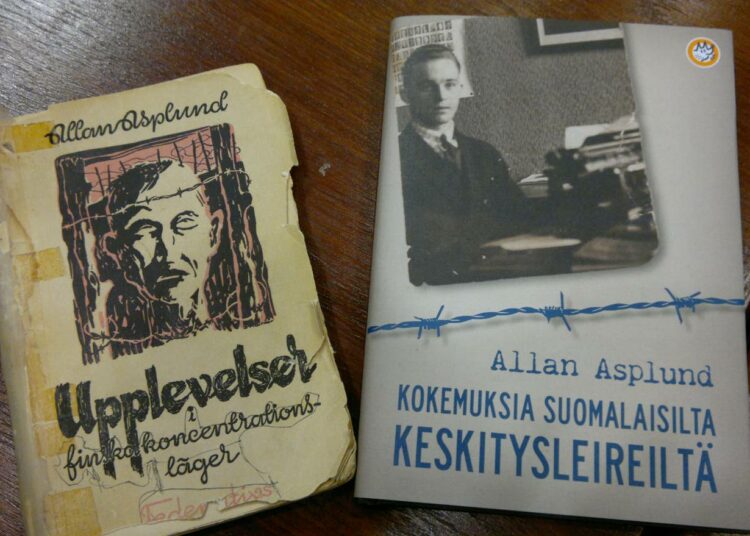 Allan Asplund
Upplevelser
i
finska koncentrations-
läger
Allan Asplund
KOKEMUKSIA SUOMALAISILTA
KESKITYSLEIREILTÄ